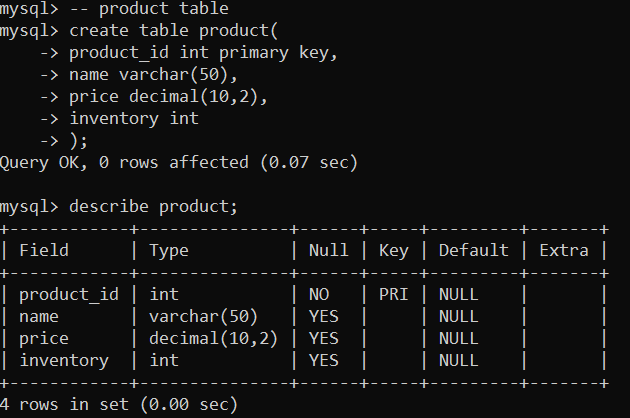 mysql> -- product table
mysql> create table product(
    -> product_id int primary key,
    -> name varchar(50),
    -> price decimal(10,2),
    -> inventory int
    -> );
Query OK, 0 rows affected (0.07 sec)

mysql> describe product;
+------------+---------------+------+-----+---------+-------+
| Field      | Type          | Null | Key | Default | Extra |
+------------+---------------+------+-----+---------+-------+
| product_id | int           | NO   | PRI | NULL    |       |
| name       | varchar(50)   | YES  |     | NULL    |       |
| price      | decimal(10,2) | YES  |     | NULL    |       |
| inventory  | int           | YES  |     | NULL    |       |
+------------+---------------+------+-----+---------+-------+
4 rows in set (0.00 sec)